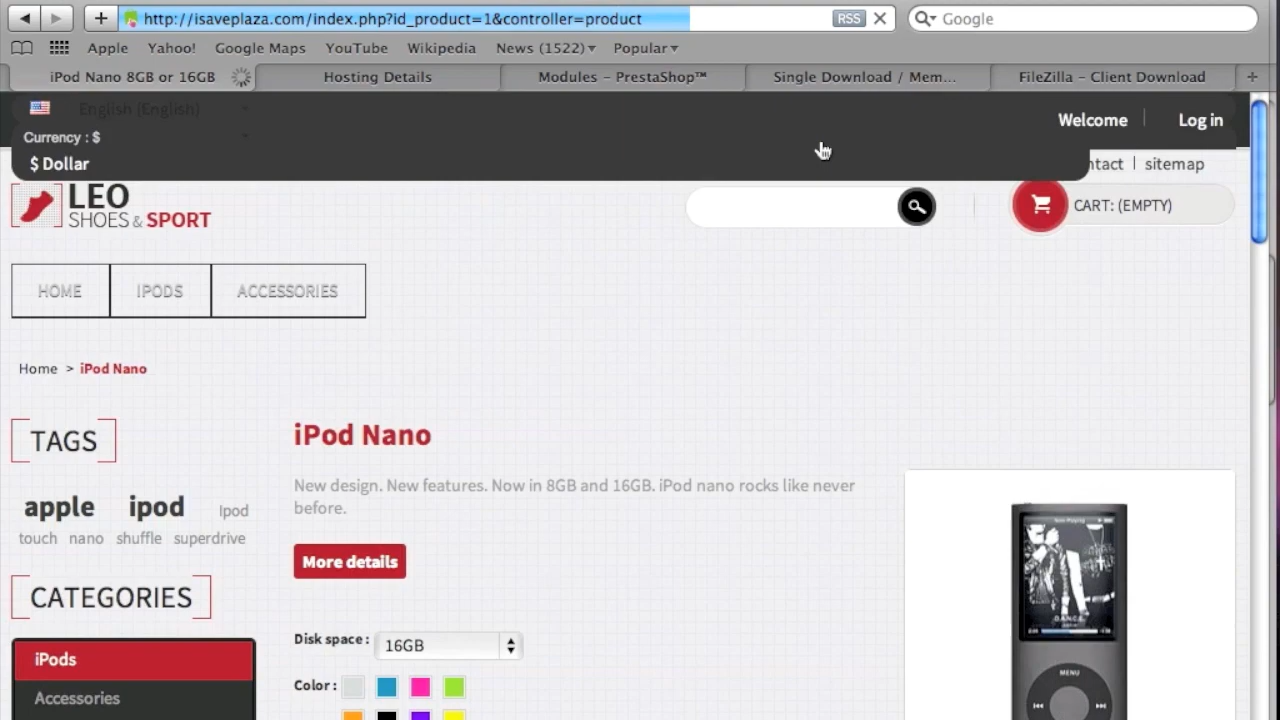 http://isaveplaza.com/index.php?id_product=1&controller=product
RSS
Google
Apple Yahoo! Google Maps YouTube Wikipedia News (1522)▾ Popular▾
iPod Nano 8GB or 16GB Hosting Details Modules – PrestaShop™ Single Download / Mem... FileZilla – Client Download
English (English)
Welcome Log in
Currency : $
$ Dollar
ntact sitemap
LEO
SHOES & SPORT
CART: (EMPTY)
HOME IPODS ACCESSORIES
Home > iPod Nano
TAGS
iPod Nano
New design. New features. Now in 8GB and 16GB. iPod nano rocks like never
before.
apple ipod Ipod
touch nano shuffle superdrive
More details
CATEGORIES
Disk space : 16GB
iPods
Color :
Accessories
MENU